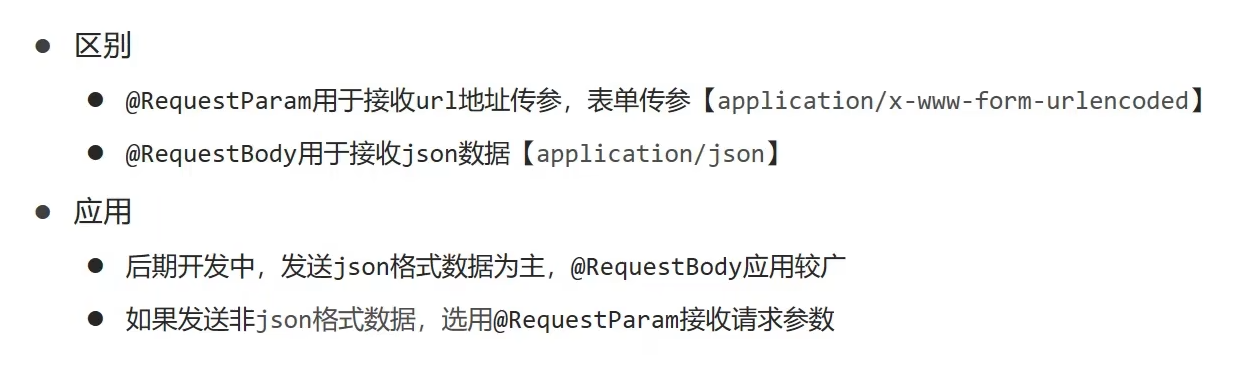 区别
@RequestParam用于接收url地址传参，表单传参【application/x-www-form-urlencoded】
@RequestBody用于接收json数据【application/json】
应用
后期开发中，发送json格式数据为主，@RequestBody应用较广
如果发送非json格式数据，选用@RequestParam接收请求参数